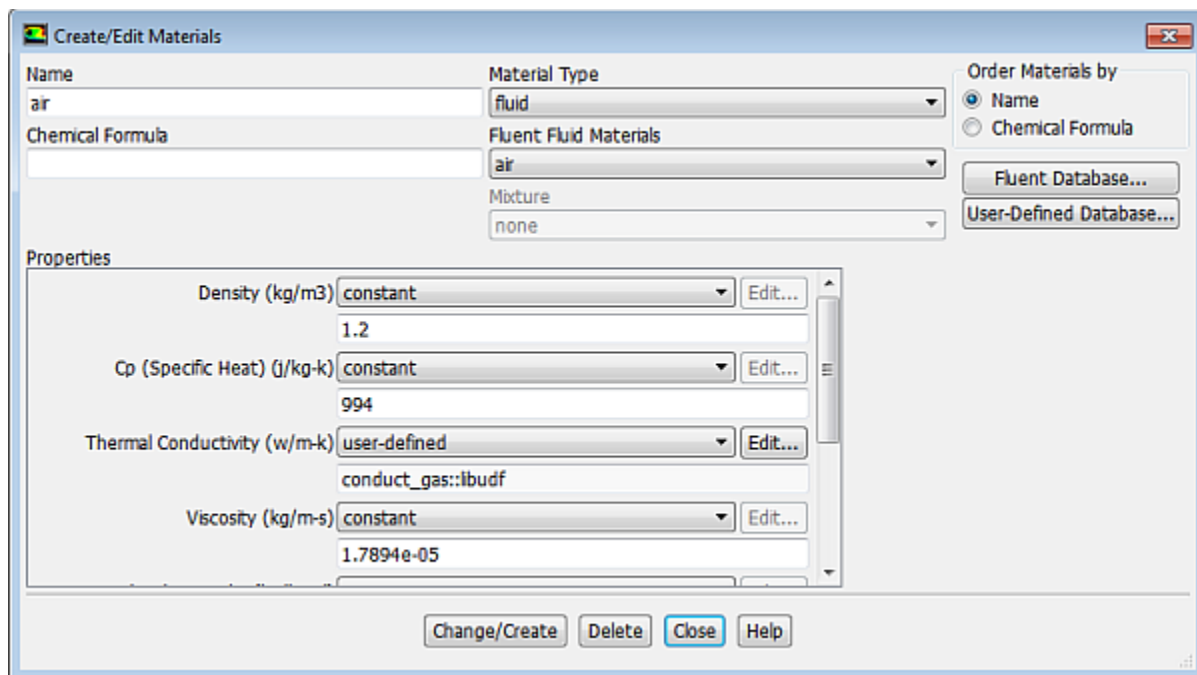 Create/Edit Materials
Name
air
Chemical Formula
Material Type
fluid
Fluent Fluid Materials
air
Mixture
none
Order Materials by
Name
Chemical Formula
Fluent Database...
User-Defined Database...
Properties
Density (kg/m3) constant Edit...
1.2
Cp (Specific Heat) (j/kg-k) constant Edit...
994
Thermal Conductivity (w/m-k) user-defined Edit...
conduct_gas::libudf
Viscosity (kg/m-s) constant Edit...
1.7894e-05
Change/Create Delete Close Help